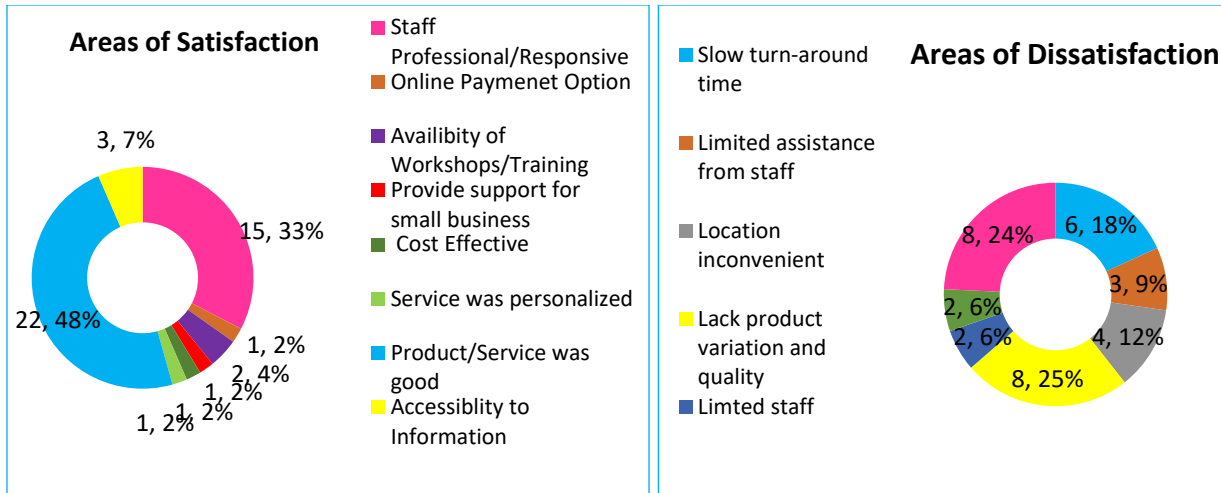 Areas of Satisfaction
3, 7%
15, 33%
22, 48%
1, 2%
2, 4%
1, 2%
1, 2%
1, 2%
Staff
Professional/Responsive
Online Paymenet Option
Availibity of
Workshops/Training
Provide support for
small business
Cost Effective
Service was personalized
Product/Service was
good
Accessiblity to
Information
Slow turn-around
time
Limited assistance
from staff
Location
inconvenient
Lack product
variation and
quality
Limted staff
Areas of Dissatisfaction
8, 24%
6, 18%
3, 9%
2, 6%
2, 6%
4, 12%
8, 25%